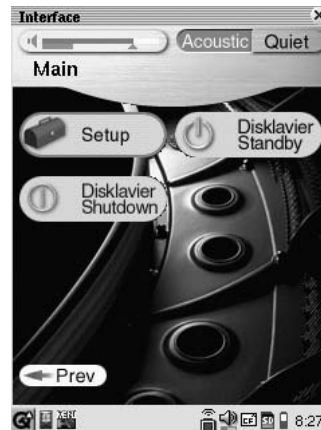 Interface
Acoustic Quiet
Main
Setup
Disklavier
Standby
Disklavier
Shutdown
Prev
8:27